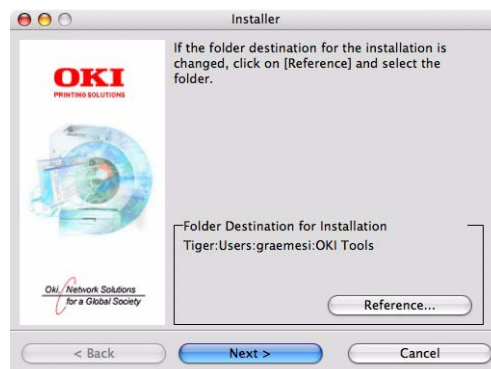 Installer
OKI
PRINTING SOLUTIONS
If the folder destination for the installation is
changed, click on [Reference] and select the
folder.
Folder Destination for Installation
Tiger:Users:graemesi:OKI Tools
Oki, Network Solutions
for a Global Society
Reference...
< Back
Next >
Cancel